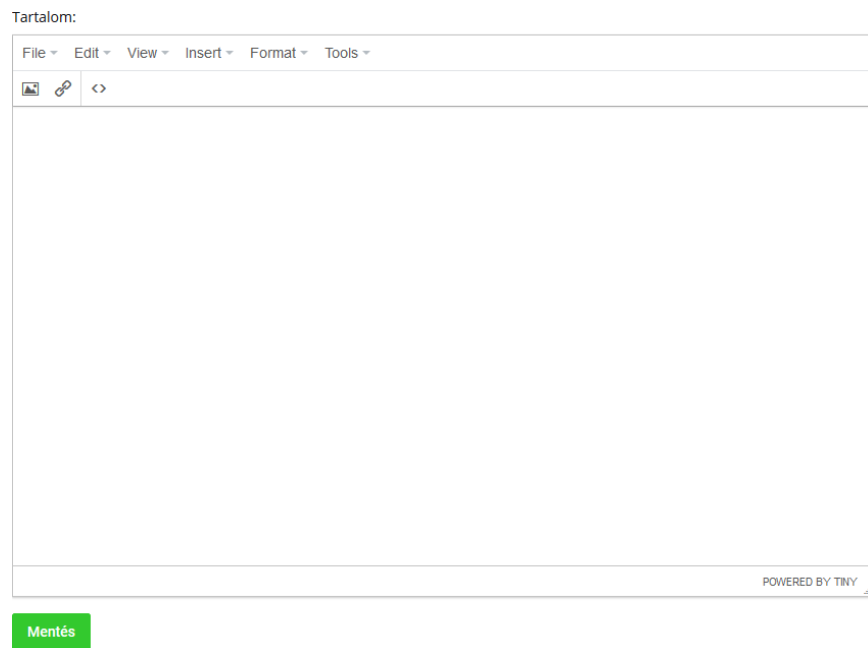 Tartalom:
File Edit View Insert Format Tools
POWERED BY TINY
Mentés